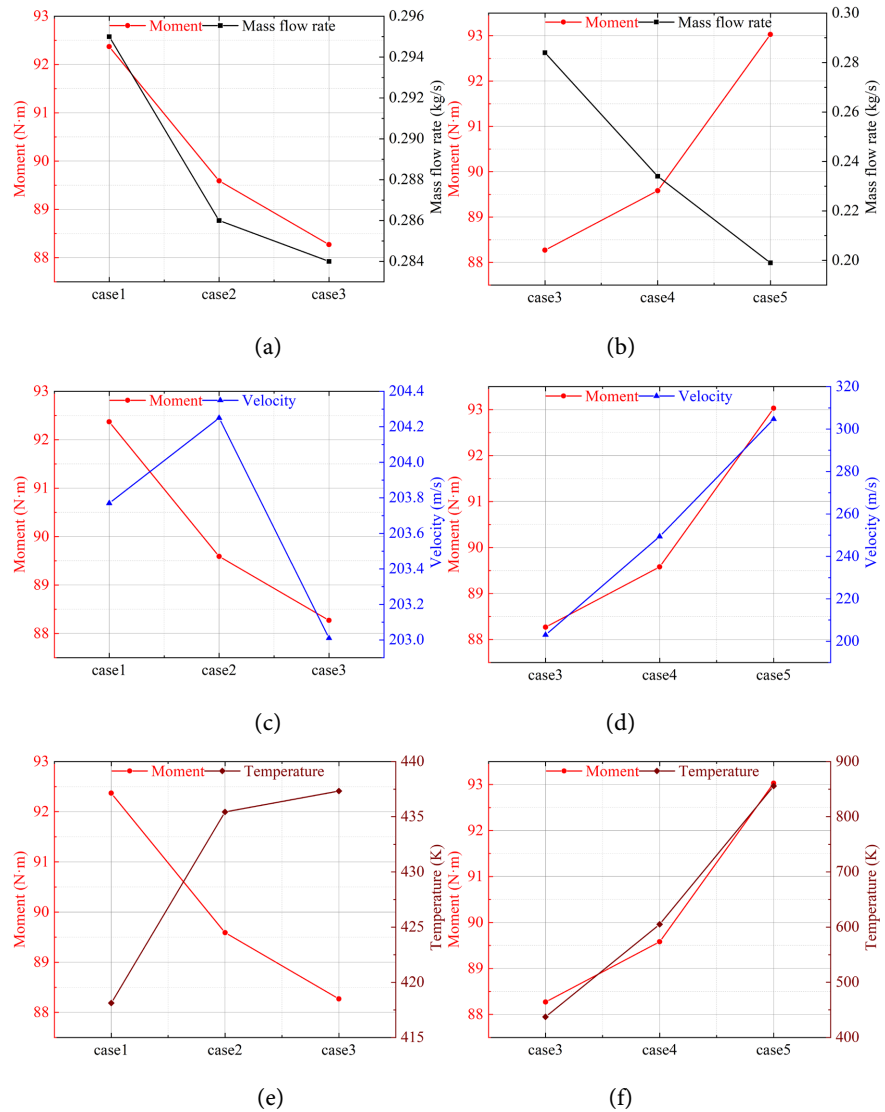 Moment Mass flow rate
93
92
91
90
89
88
Moment (N·m)
0.296
0.294
0.292
0.290
0.288
0.286
0.284
Mass flow rate (kg/s)
case1 case2 case3
(a)
Moment Mass flow rate
93
92
91
90
89
88
Moment (N·m)
0.30
0.28
0.26
0.24
0.22
0.20
Mass flow rate (kg/s)
case3 case4 case5
(b)
Moment Velocity
93
92
91
90
89
88
Moment (N·m)
204.4
204.2
204.0
203.8
203.6
203.4
203.2
203.0
Velocity (m/s)
case1 case2 case3
(c)
Moment Velocity
93
92
91
90
89
88
Moment (N·m)
320
300
280
260
240
220
200
Velocity (m/s)
case3 case4 case5
(d)
Moment Temperature
93
92
91
90
89
88
Moment (N·m)
440
435
430
425
420
415
Temperature (K)
case1 case2 case3
(e)
Moment Temperature
93
92
91
90
89
88
Moment (N·m)
900
800
700
600
500
400
Temperature (K)
case3 case4 case5
(f)